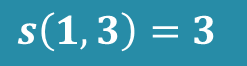 s(1, 3) = 3